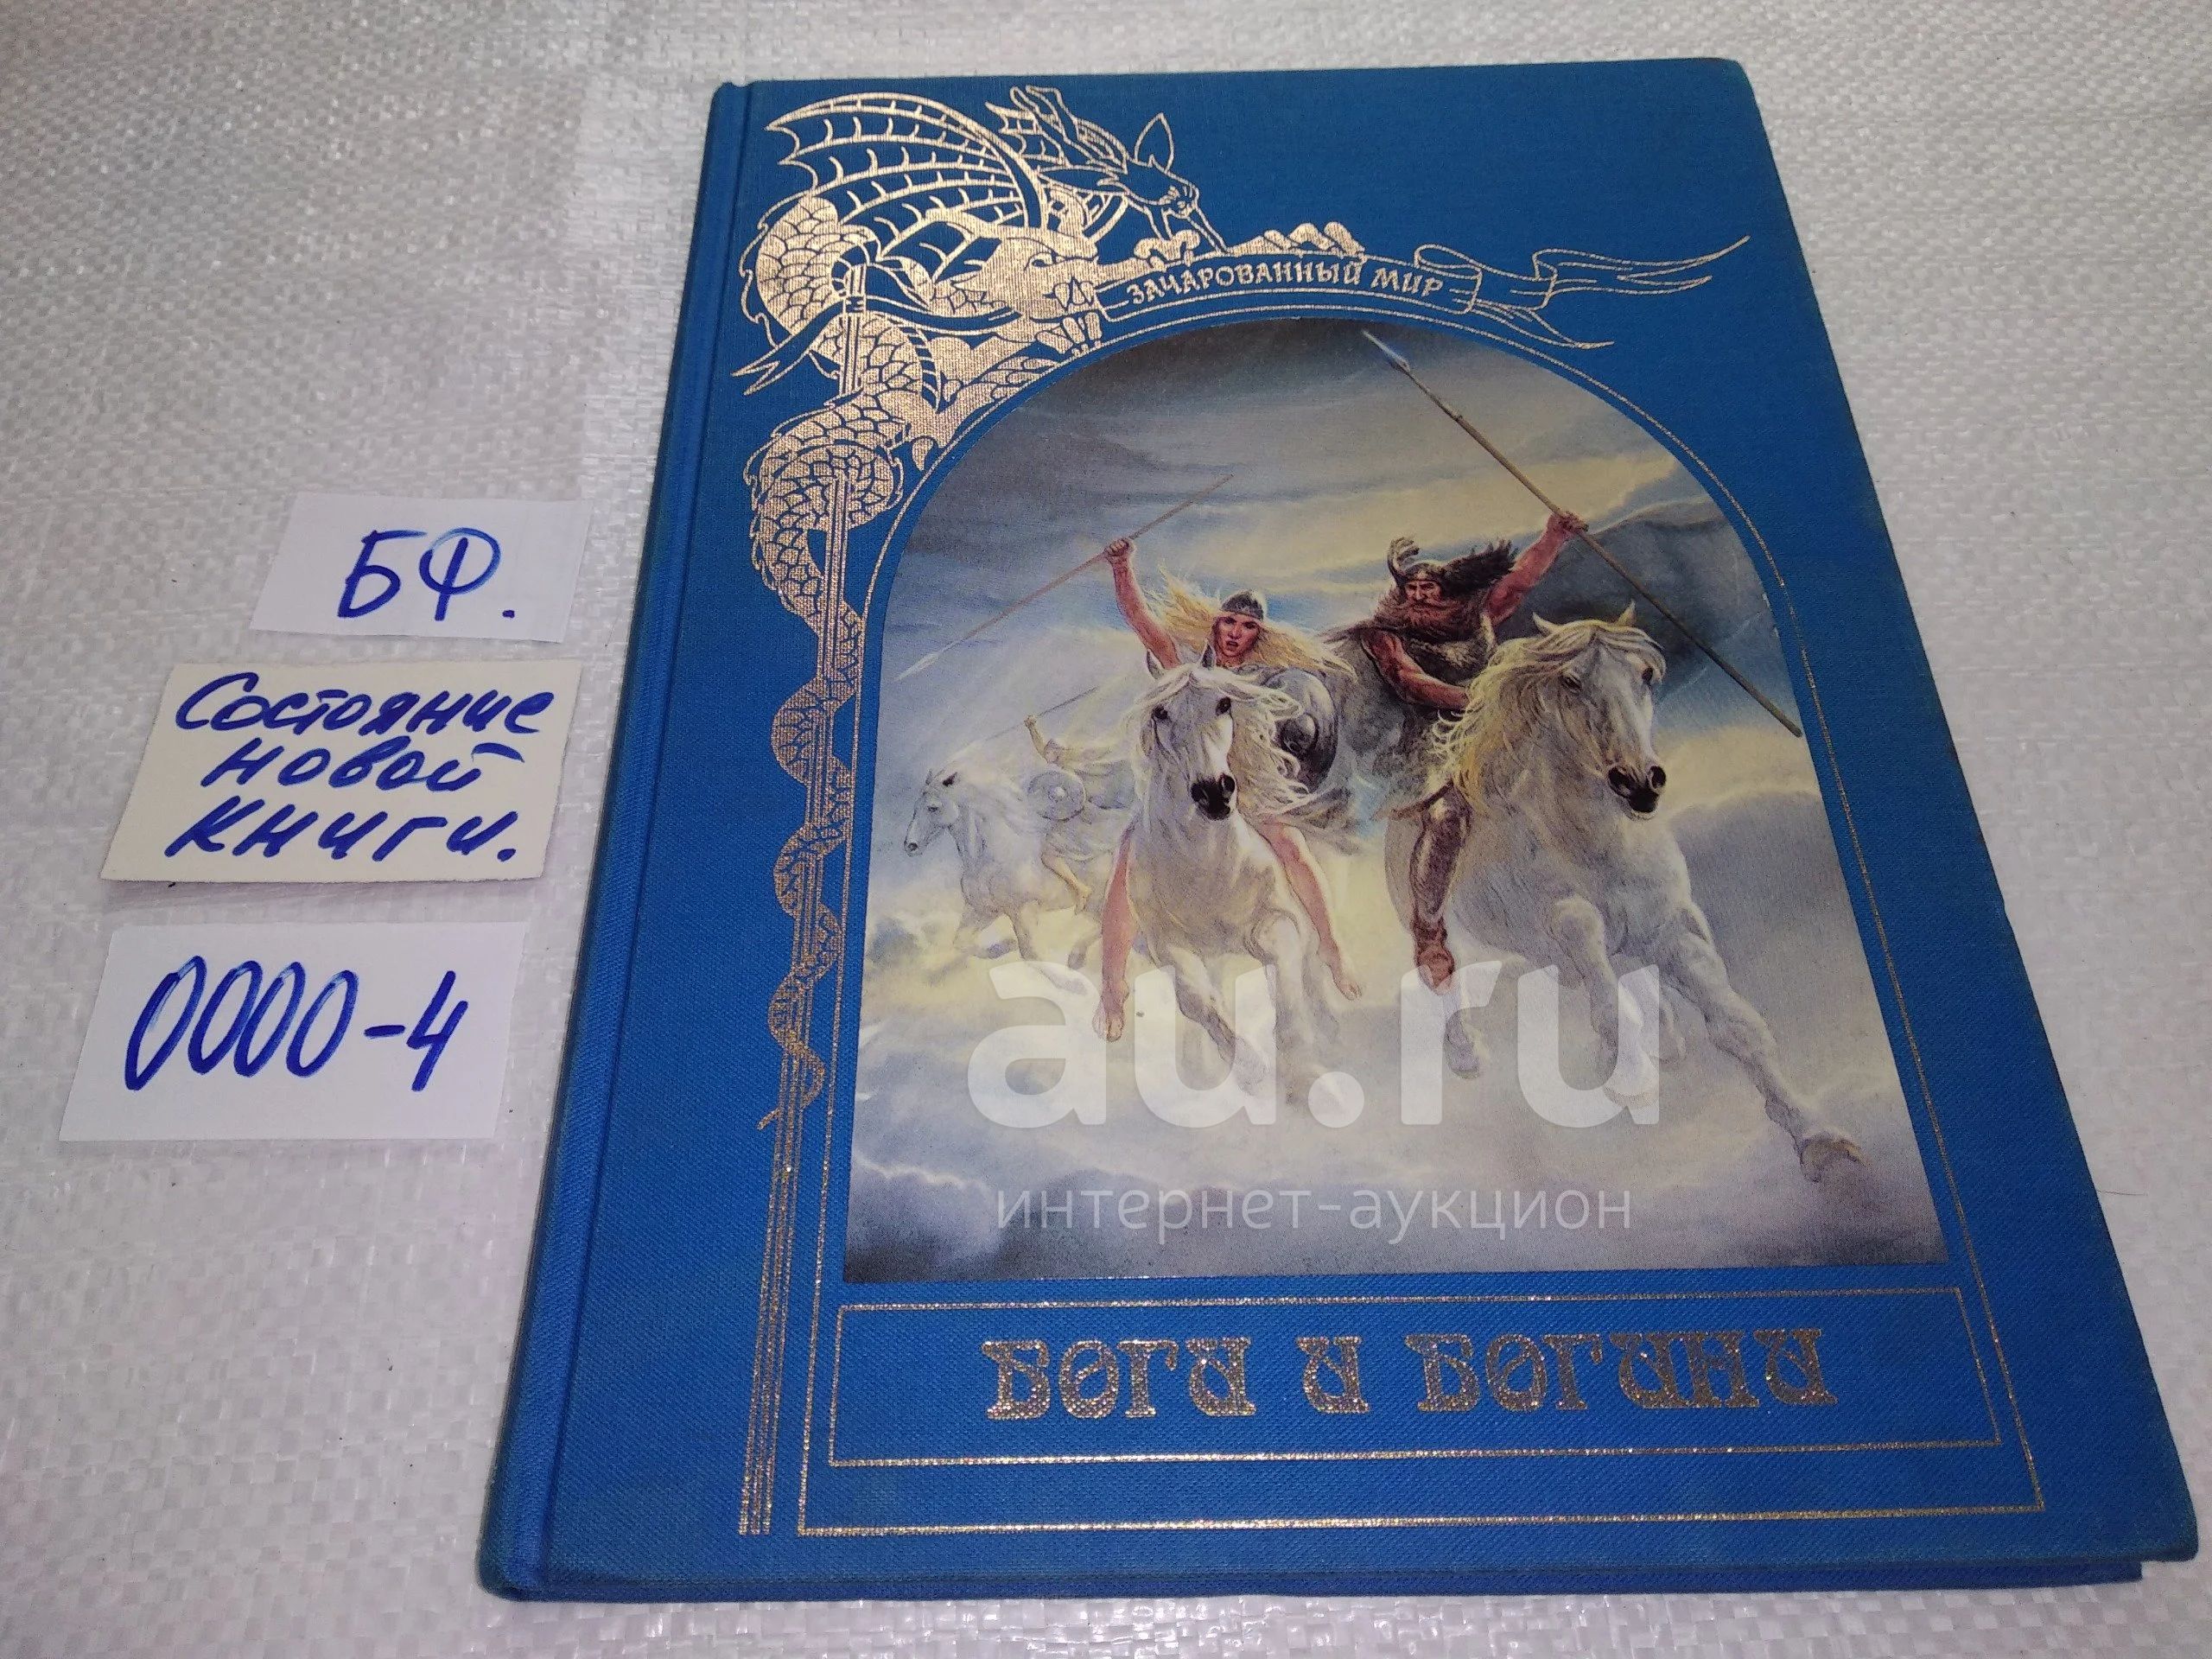 БФ.
Состояние
новой
книги.
0000-4
ЗАЧАРОВАННЫЙ МИР
au.ru
интернет-аукцион
БОГИ И БОГИНИ